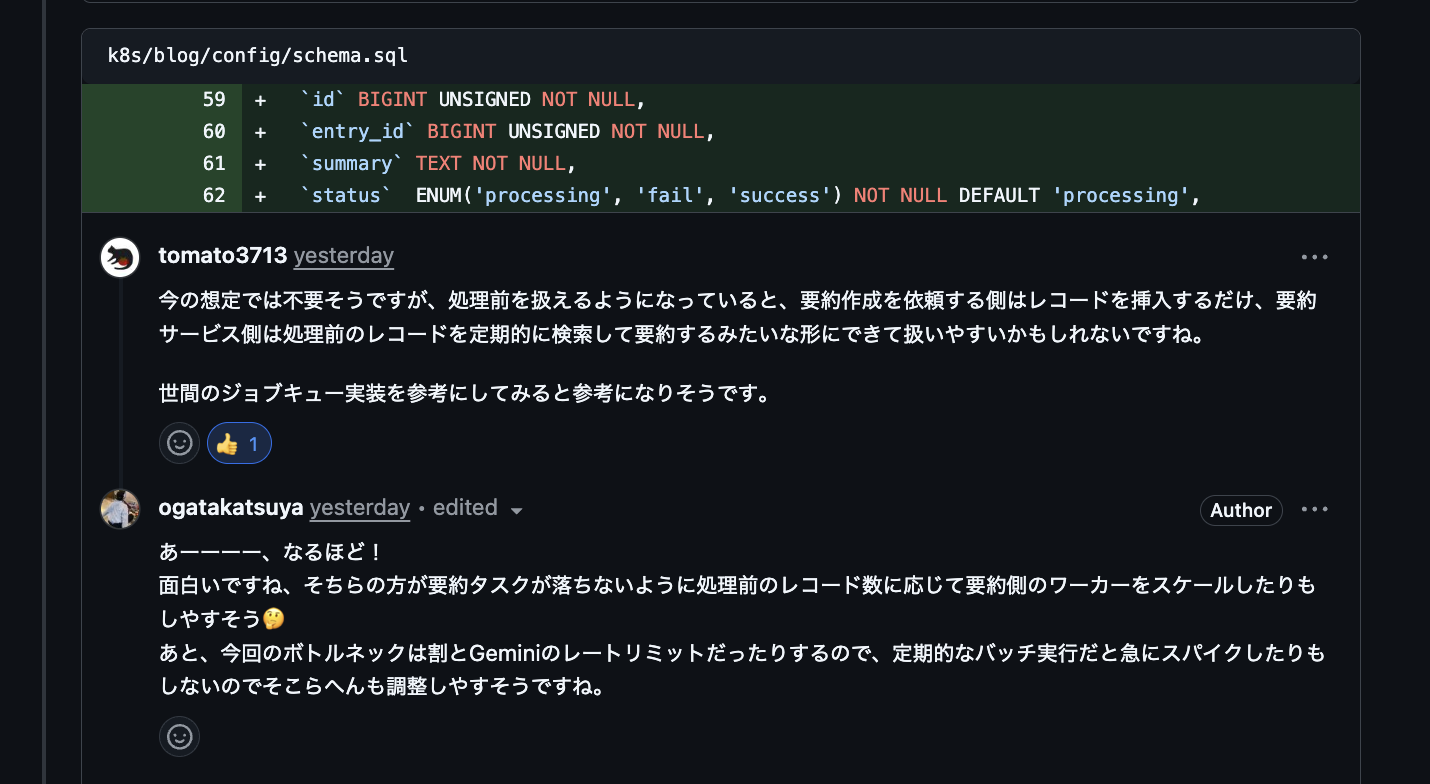 k8s/blog/config/schema.sql
59 + `id` BIGINT UNSIGNED NOT NULL,
60 + `entry_id` BIGINT UNSIGNED NOT NULL,
61 + `summary` TEXT NOT NULL,
62 + `status`  ENUM('processing', 'fail', 'success') NOT NULL DEFAULT 'processing',
tomato3713 yesterday
今の想定では不要そうですが、処理前を扱えるようになっていると、要約作成を依頼する側はレコードを挿入するだけ、要約
サービス側は処理前のレコードを定期的に検索して要約するみたいな形にできて扱いやすいかもしれないですね。
世間のジョブキュー実装を参考にしてみると参考になりそうです。
👍 1
ogatakatsuya yesterday • edited
Author
あーーーー、なるほど！
面白いですね、そちらの方が要約タスクが落ちないように処理前のレコード数に応じて要約側のワーカーをスケールしたりも
しやすそう🤔
あと、今回のボトルネックは割とGeminiのレートリミットだったりするので、定期的なバッチ実行だと急にスパイクしたりも
しないのでそこらへんも調整しやすそうですね。